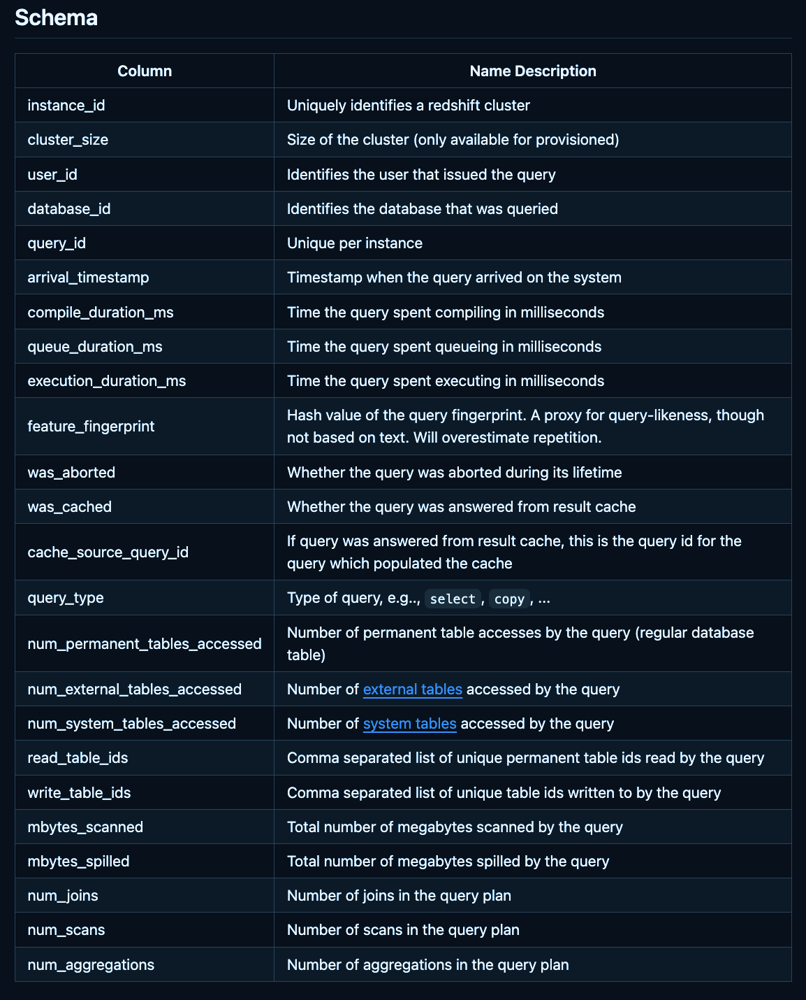 Schema
Column Name Description
instance_id Uniquely identifies a redshift cluster
cluster_size Size of the cluster (only available for provisioned)
user_id Identifies the user that issued the query
database_id Identifies the database that was queried
query_id Unique per instance
arrival_timestamp Timestamp when the query arrived on the system
compile_duration_ms Time the query spent compiling in milliseconds
queue_duration_ms Time the query spent queueing in milliseconds
execution_duration_ms Time the query spent executing in milliseconds
feature_fingerprint Hash value of the query fingerprint. A proxy for query-likeness, though
not based on text. Will overestimate repetition.
was_aborted Whether the query was aborted during its lifetime
was_cached Whether the query was answered from result cache
cache_source_query_id If query was answered from result cache, this is the query id for the
query which populated the cache
query_type Type of query, e.g.., select, copy, ...
num_permanent_tables_accessed Number of permanent table accesses by the query (regular database
table)
num_external_tables_accessed Number of external tables accessed by the query
num_system_tables_accessed Number of system tables accessed by the query
read_table_ids Comma separated list of unique permanent table ids read by the query
write_table_ids Comma separated list of unique table ids written to by the query
mbytes_scanned Total number of megabytes scanned by the query
mbytes_spilled Total number of megabytes spilled by the query
num_joins Number of joins in the query plan
num_scans Number of scans in the query plan
num_aggregations Number of aggregations in the query plan